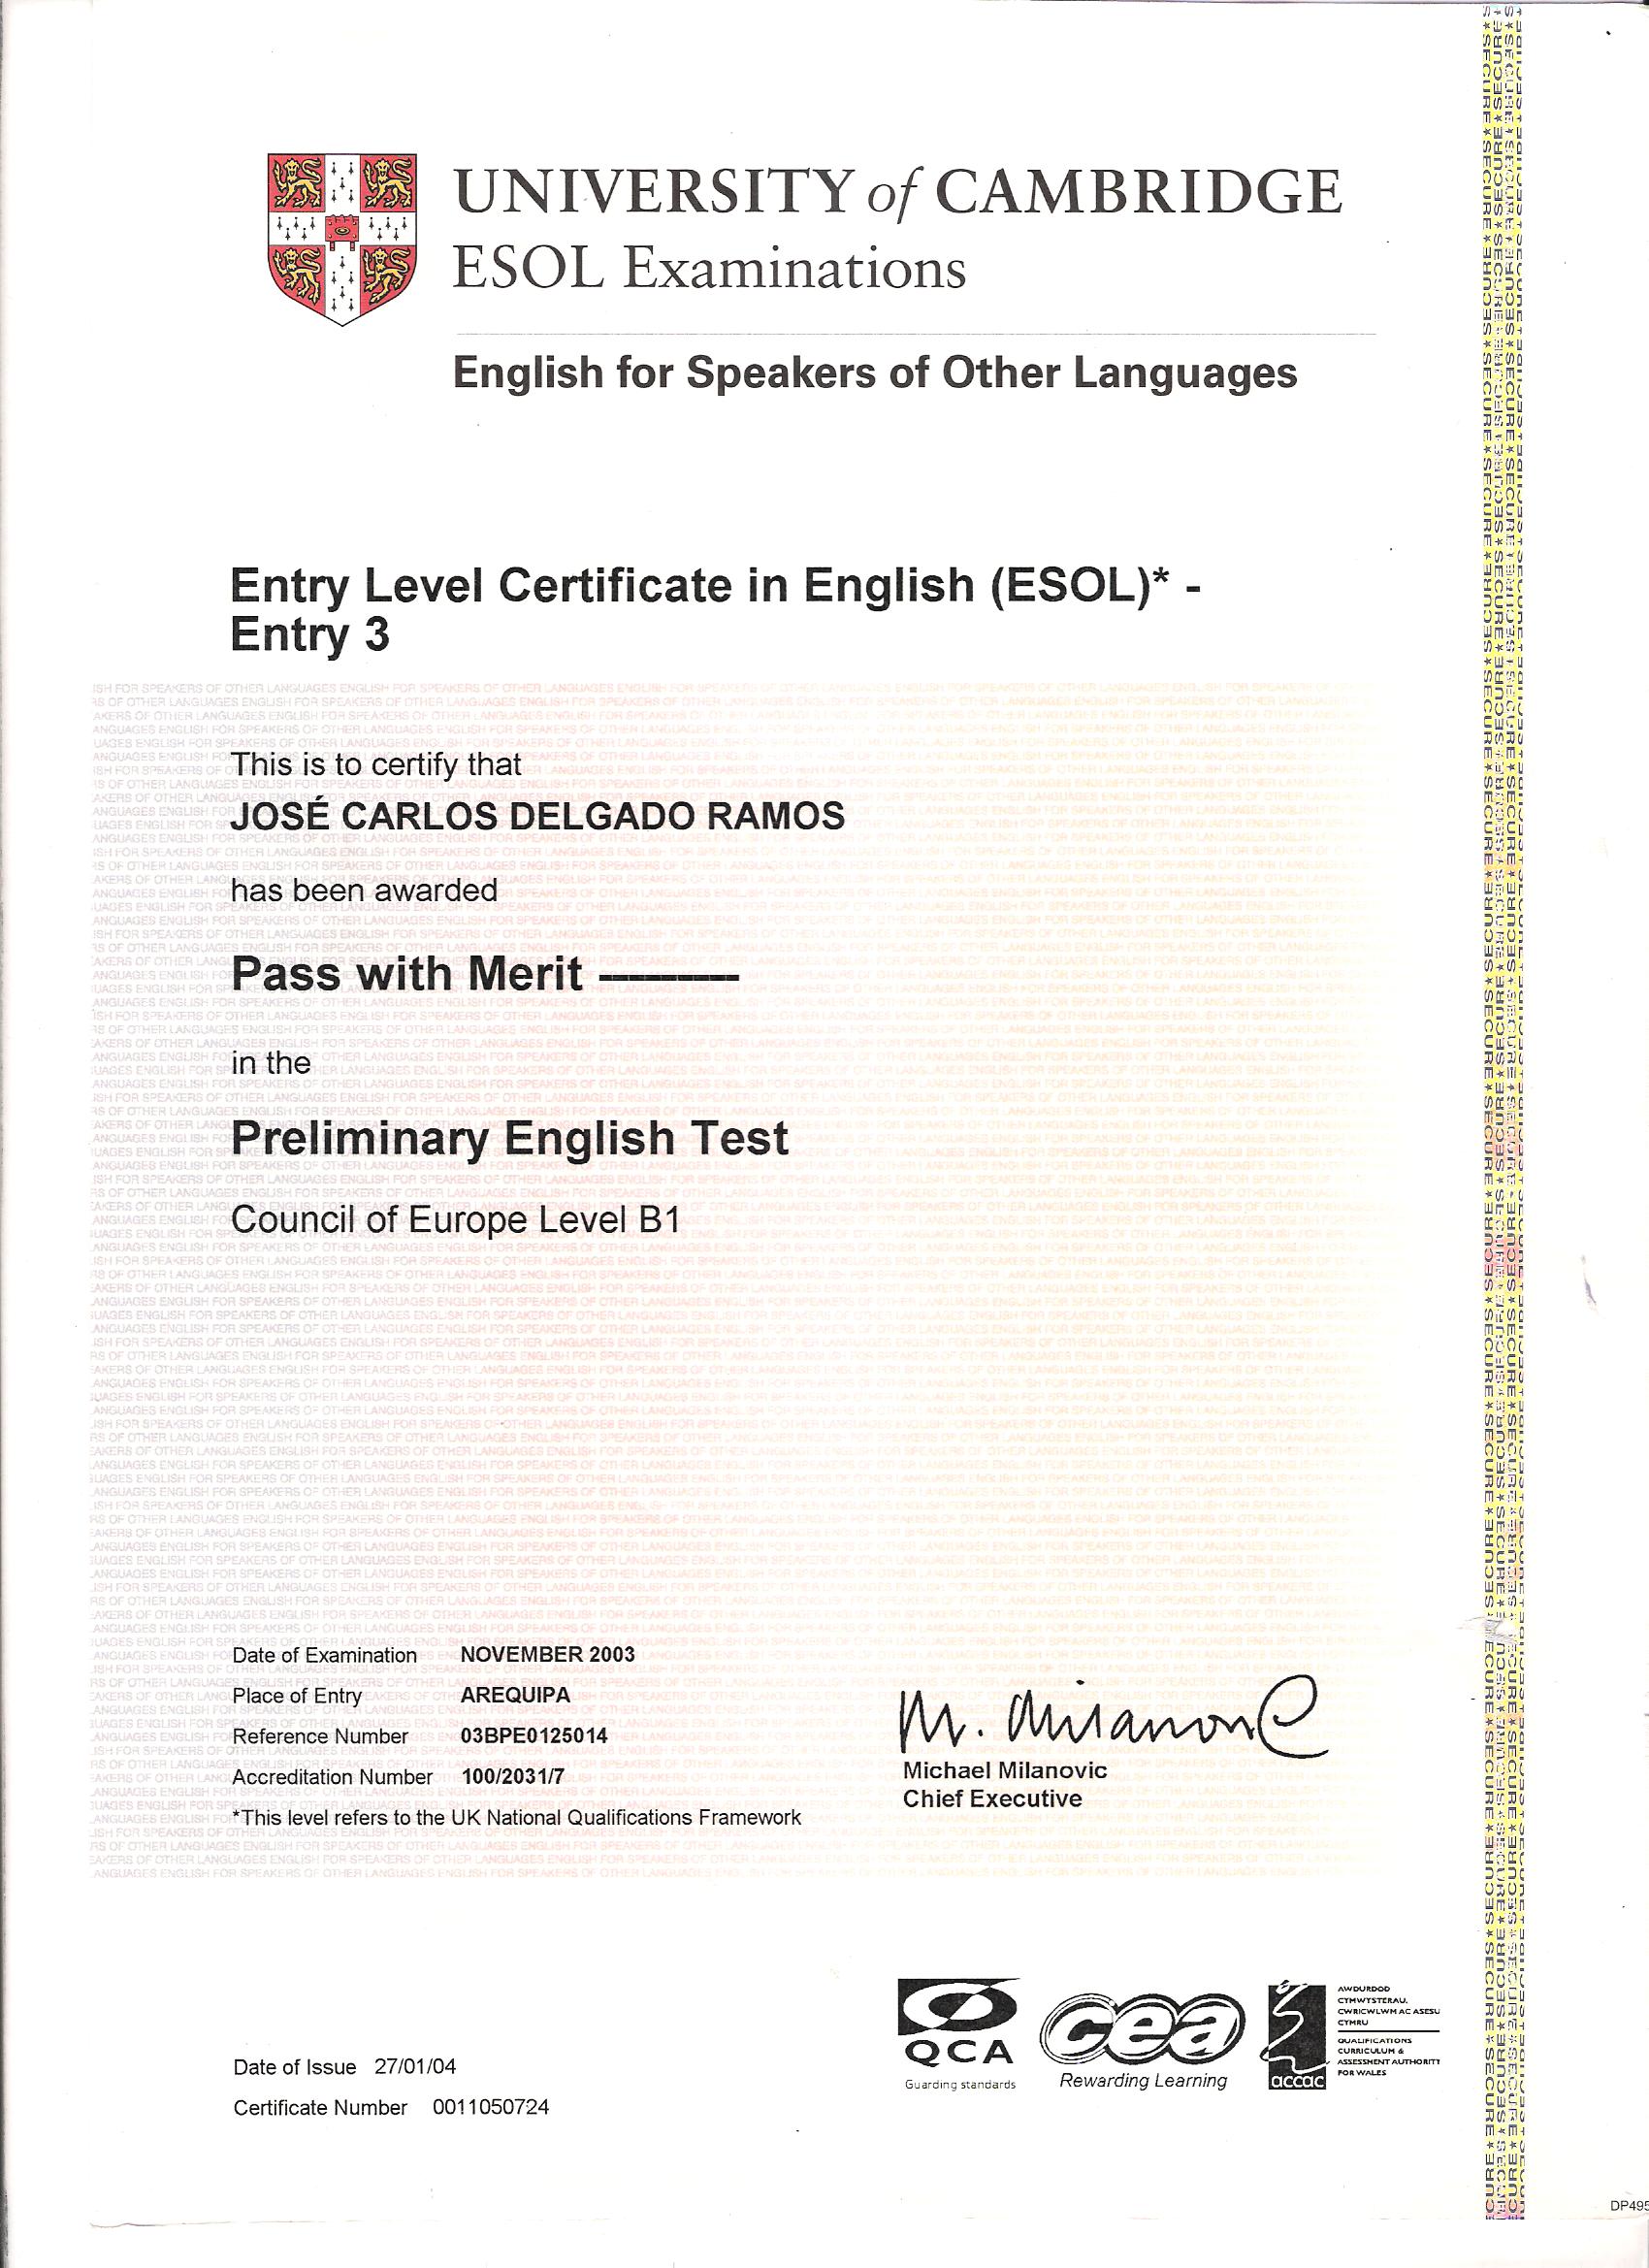 UNIVERSITY of CAMBRIDGE
ESOL Examinations
English for Speakers of Other Languages
Entry Level Certificate in English (ESOL)* -
Entry 3
This is to certify that
JOSÉ CARLOS DELGADO RAMOS
has been awarded
Pass with Merit
in the
Preliminary English Test
Council of Europe Level B1
Date of Examination NOVEMBER 2003
Place of Entry AREQUIPA
Reference Number 03BPE0125014
Accreditation Number 100/2031/7
*This level refers to the UK National Qualifications Framework
M. Milanovic
Michael Milanovic
Chief Executive
Date of Issue 27/01/04
Certificate Number 0011050724
QCA
Guarding standards
cea
Rewarding Learning
accac
AWDURDOD
CYMWYSTERAU,
CWRICWLWM AC ASESU
CYMRU
QUALIFICATIONS
CURRICULUM &
ASSESSMENT AUTHORITY
FOR WALES
DP495